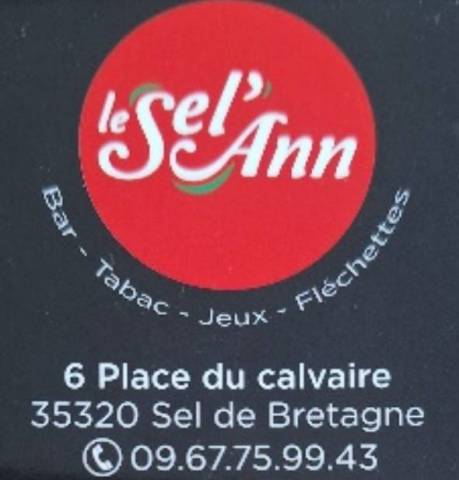 le Sel'Ann
Bar - Tabac - Jeux - Fléchettes
6 Place du calvaire
35320 Sel de Bretagne
09.67.75.99.43